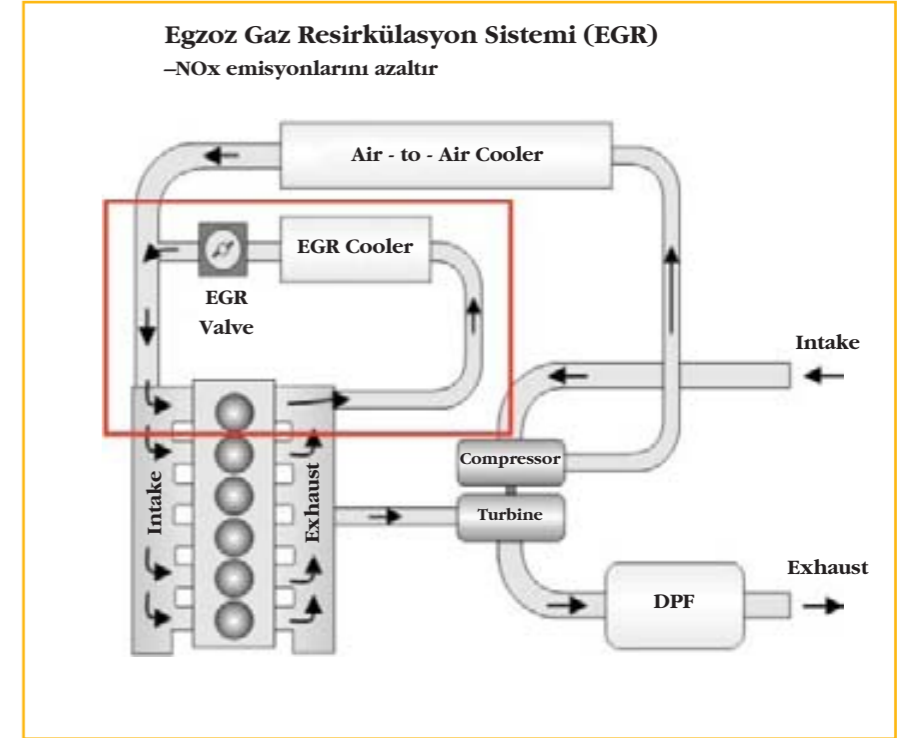 Egzoz Gaz Resirkülasyon Sistemi (EGR)
–NOx emisyonlarını azaltır
Air - to - Air Cooler
EGR Cooler
EGR
Valve
Intake
Compressor
Intake
Exhaust
Turbine
Exhaust
DPF